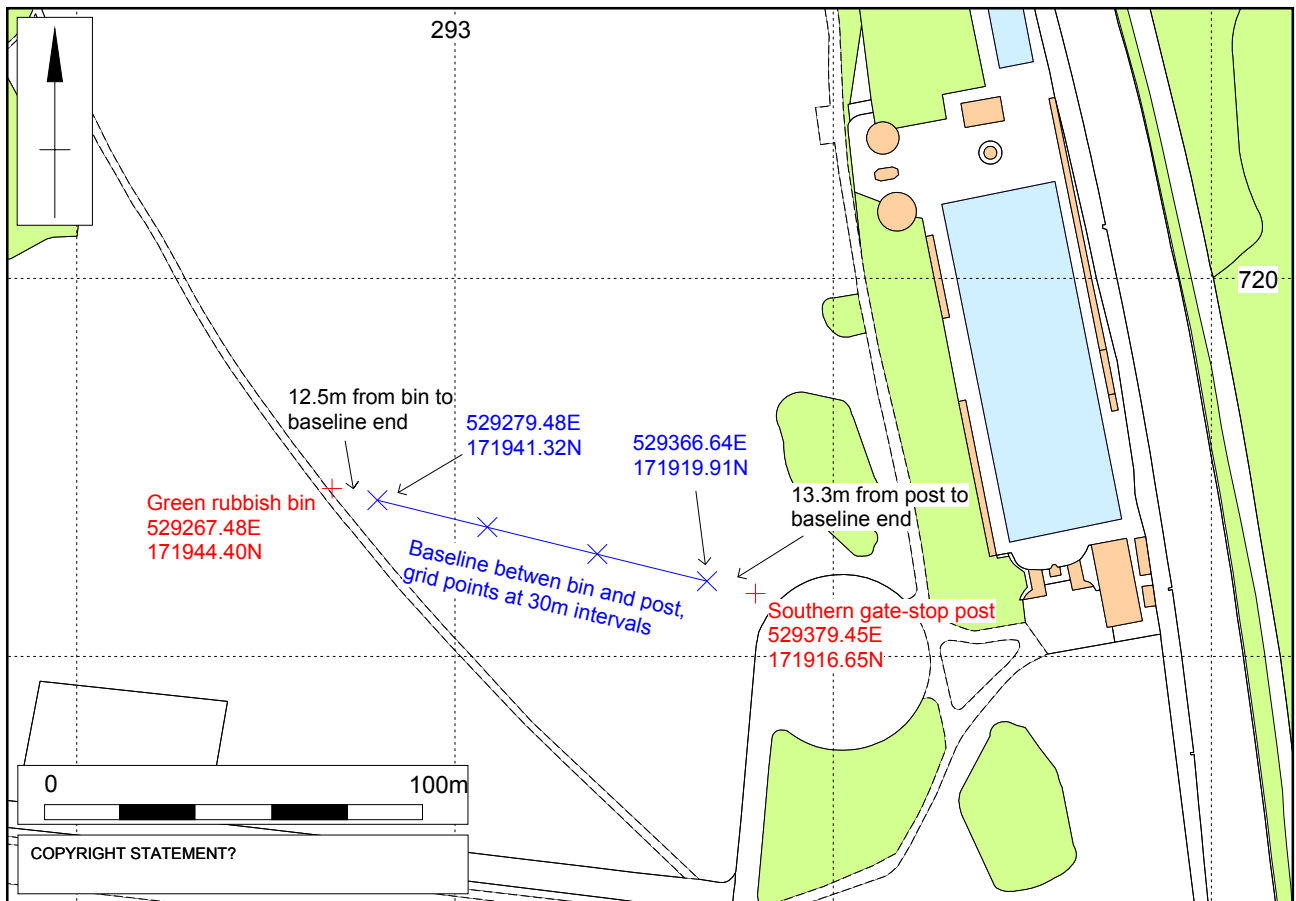 293
720
12.5m from bin to
baseline end
529279.48E
171941.32N
529366.64E
171919.91N
13.3m from post to
baseline end
Green rubbish bin
529267.48E
171944.40N
Baseline betwen bin and post,
grid points at 30m intervals
Southern gate-stop post
529379.45E
171916.65N
0 100m
COPYRIGHT STATEMENT?